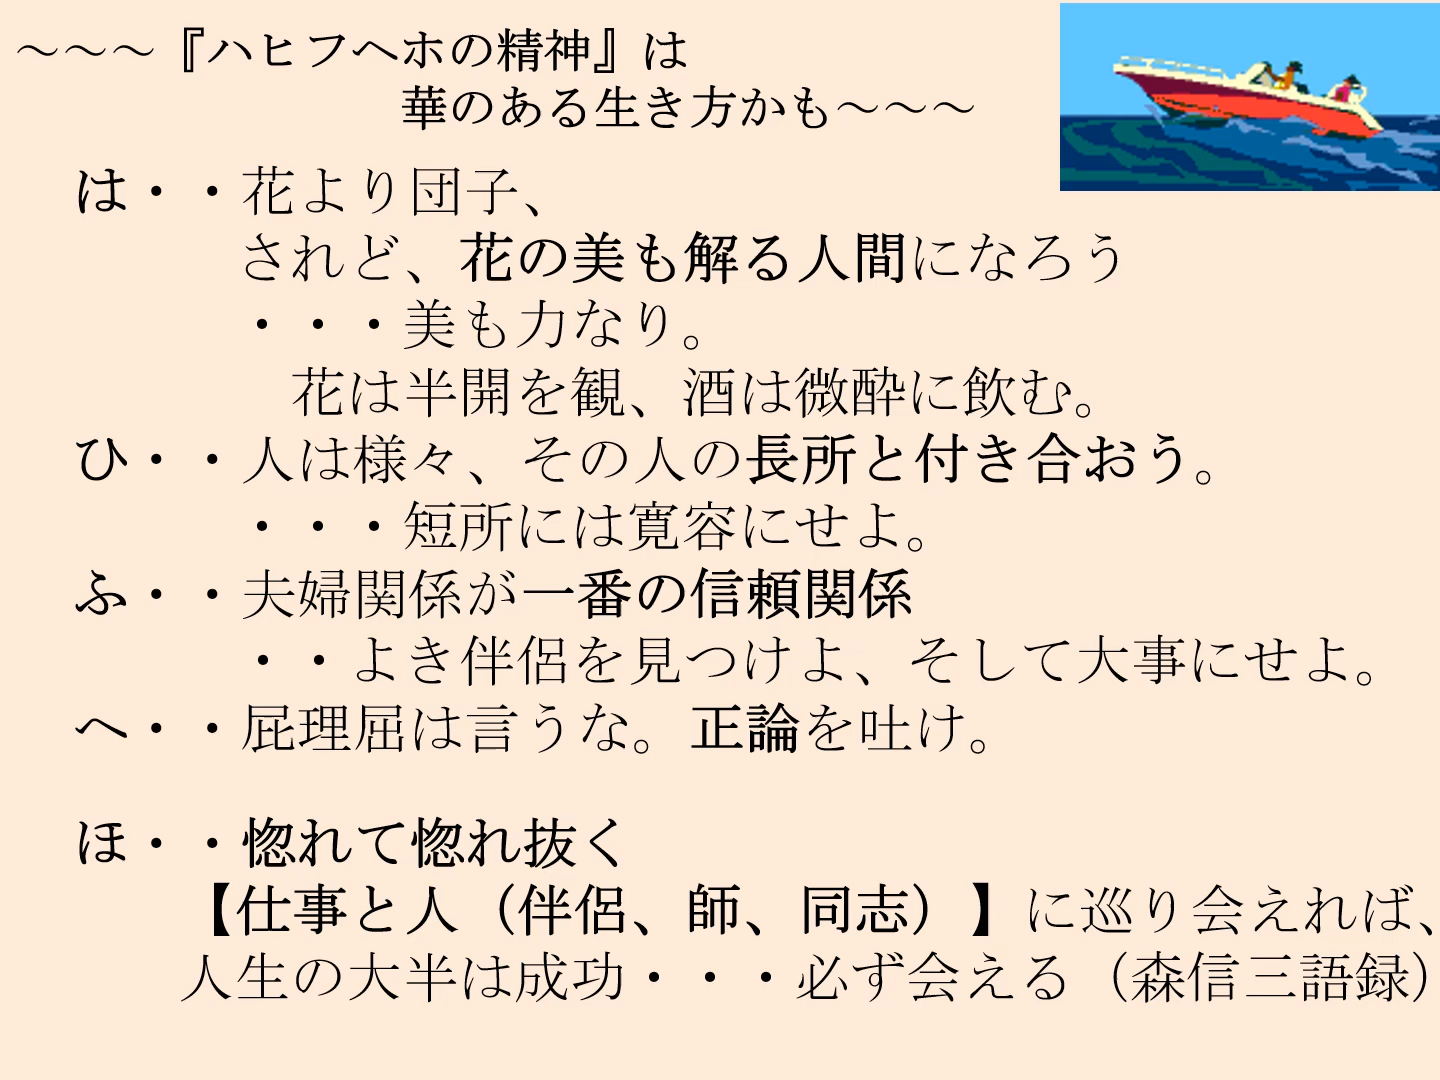 ～～～『ハヒフヘホの精神』は
華のある生き方かも～～～
は・・花より団子、
されど、花の美も解る人間になろう
・・・美も力なり。
花は半開を観、酒は微酔に飲む。
ひ・・人は様々、その人の長所と付き合おう。
・・・短所には寛容にせよ。
ふ・・夫婦関係が一番の信頼関係
・・よき伴侶を見つけよ、そして大事にせよ。
へ・・屁理屈は言うな。正論を吐け。
ほ・・惚れて惚れ抜く
【仕事と人（伴侶、師、同志）】に巡り会えれば、
人生の大半は成功・・・必ず会える（森信三語録）